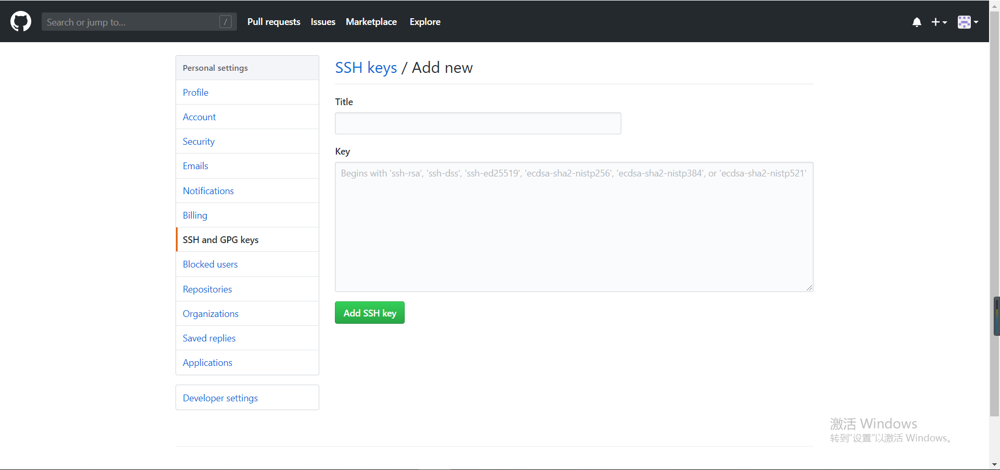 Search or jump to...
/
Pull requests
Issues
Marketplace
Explore
Personal settings
Profile
Account
Security
Emails
Notifications
Billing
SSH and GPG keys
Blocked users
Repositories
Organizations
Saved replies
Applications
Developer settings
SSH keys / Add new
Title
Key
Begins with 'ssh-rsa', 'ssh-dss', 'ssh-ed25519', 'ecdsa-sha2-nistp256', 'ecdsa-sha2-nistp384', or 'ecdsa-sha2-nistp521'
Add SSH key
激活 Windows
转到"设置"以激活 Windows。